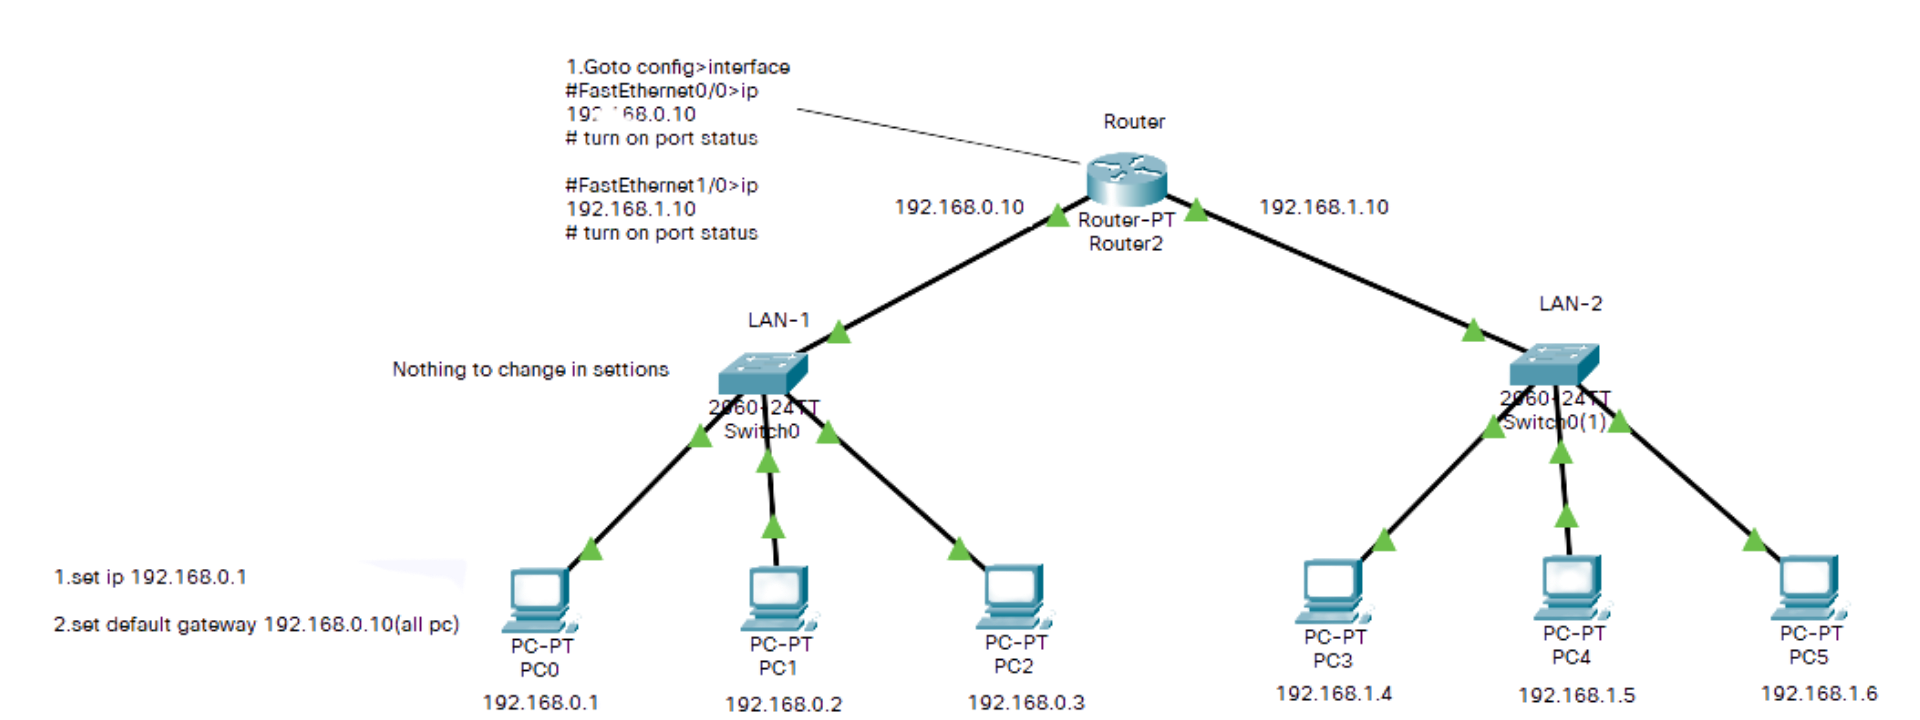 1.Goto config>interface
#FastEthernet0/0>ip
192.168.0.10
# turn on port status
#FastEthernet1/0>ip
192.168.1.10
# turn on port status
Router
192.168.0.10
192.168.1.10
Router-PT
Router2
LAN-1
LAN-2
Nothing to change in settions
2960-24TT
Switch0
2960-24TT
Switch0(1)
1.set ip 192.168.0.1
2.set default gateway 192.168.0.10(all pc)
PC-PT
PC0
192.168.0.1
PC-PT
PC1
192.168.0.2
PC-PT
PC2
192.168.0.3
PC-PT
PC3
192.168.1.4
PC-PT
PC4
192.168.1.5
PC-PT
PC5
192.168.1.6